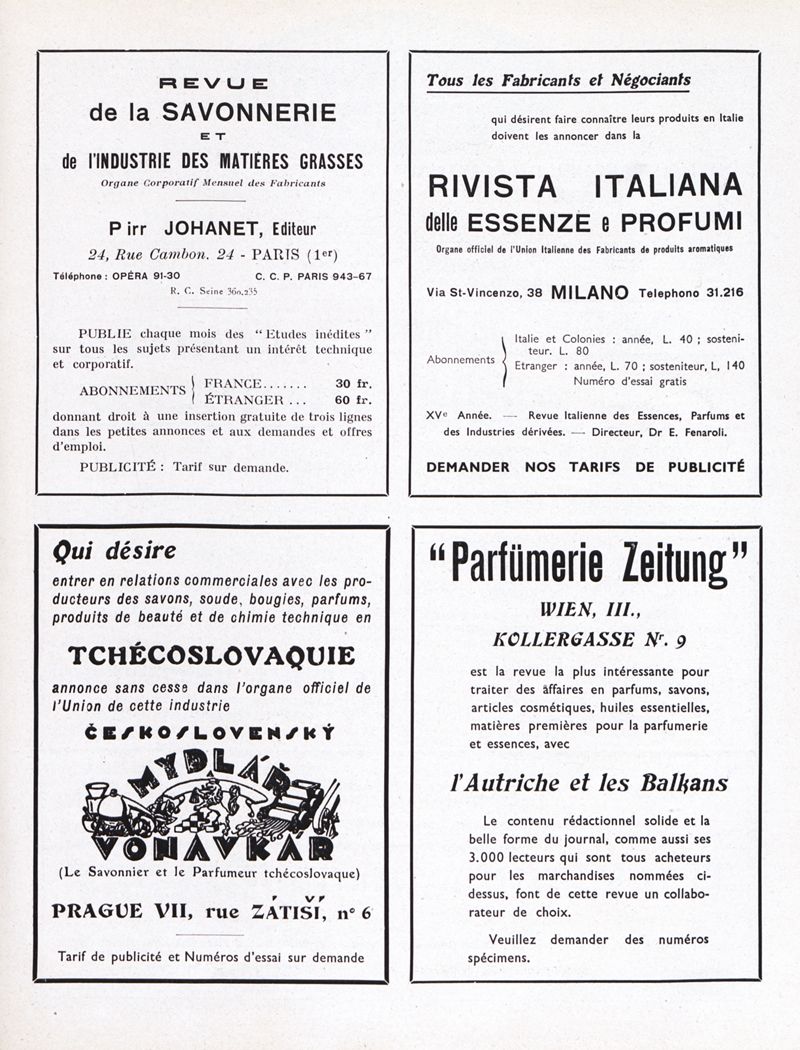 REVUE
de la SAVONNERIE
ET
de l'INDUSTRIE DES MATIÈRES GRASSES
Organe Corporatif Mensuel des Fabricants
Pirr JOHANET, Editeur
24, Rue Cambon. 24 - PARIS (1er)
Téléphone : OPÉRA 91-30 C. C. P. PARIS 943-67
R. C. Seine 360.235
PUBLIE chaque mois des “ Etudes inédites ”
sur tous les sujets présentant un intérêt technique
et corporatif.
ABONNEMENTS } FRANCE....... 30 fr.
ÉTRANGER ... 60 fr.
donnant droit à une insertion gratuite de trois lignes
dans les petites annonces et aux demandes et offres
d'emploi.
PUBLICITÉ : Tarif sur demande.
Tous les Fabricants et Négociants
qui désirent faire connaître leurs produits en Italie
doivent les annoncer dans la
RIVISTA ITALIANA
delle ESSENZE e PROFUMI
Organe officiel de l'Union Italienne des Fabricants de produits aromatiques
Via St-Vincenzo, 38 MILANO Telephono 31.216
Abonnements { Italie et Colonies : année, L. 40 ; sosteni-
teur. L. 80
Etranger : année, L. 70 ; sosteniteur, L, 140
Numéro d'essai gratis
XVe Année. — Revue Italienne des Essences, Parfums et
des Industries dérivées. — Directeur, Dr E. Fenaroli.
DEMANDER NOS TARIFS DE PUBLICITÉ
Qui désire
entrer en relations commerciales avec les pro-
ducteurs des savons, soude, bougies, parfums,
produits de beauté et de chimie technique en
TCHÉCOSLOVAQUIE
annonce sans cesse dans l'organe officiel de
l'Union de cette industrie
ČESKOSLOVENSKÝ
MYDLÁŘ
VOŇAVKÁŘ
(Le Savonnier et le Parfumeur tchécoslovaque)
PRAGUE VII, rue ZÁTIŠÍ, n° 6
Tarif de publicité et Numéros d'essai sur demande
“Parfümerie Zeitung”
WIEN, III.,
KOLLERGASSE Nr. 9
est la revue la plus intéressante pour
traiter des affaires en parfums, savons,
articles cosmétiques, huiles essentielles,
matières premières pour la parfumerie
et essences, avec
l'Autriche et les Balkans
Le contenu rédactionnel solide et la
belle forme du journal, comme aussi ses
3.000 lecteurs qui sont tous acheteurs
pour les marchandises nommées ci-
dessus, font de cette revue un collabo-
rateur de choix.
Veuillez demander des numéros
spécimens.